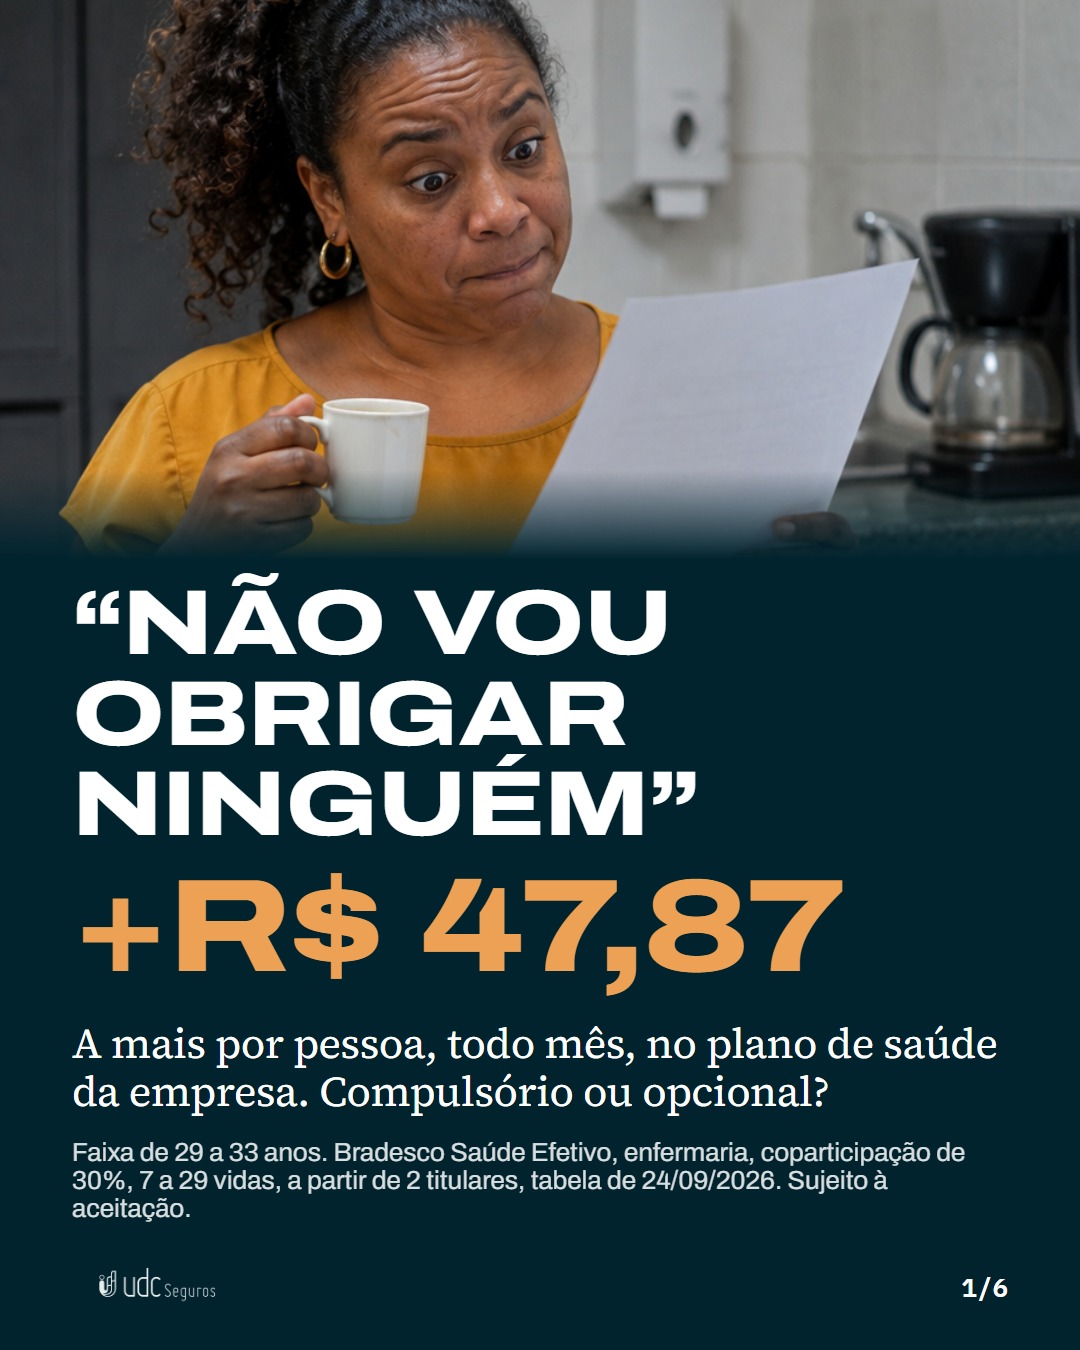 “NÃO VOU
OBRIGAR
NINGUÉM”
+R$ 47,87
A mais por pessoa, todo mês, no plano de saúde
da empresa. Compulsório ou opcional?
Faixa de 29 a 33 anos. Bradesco Saúde Efetivo, enfermaria, coparticipação de
30%, 7 a 29 vidas, a partir de 2 titulares, tabela de 24/09/2026. Sujeito à
aceitação.
udc Seguros
1/6